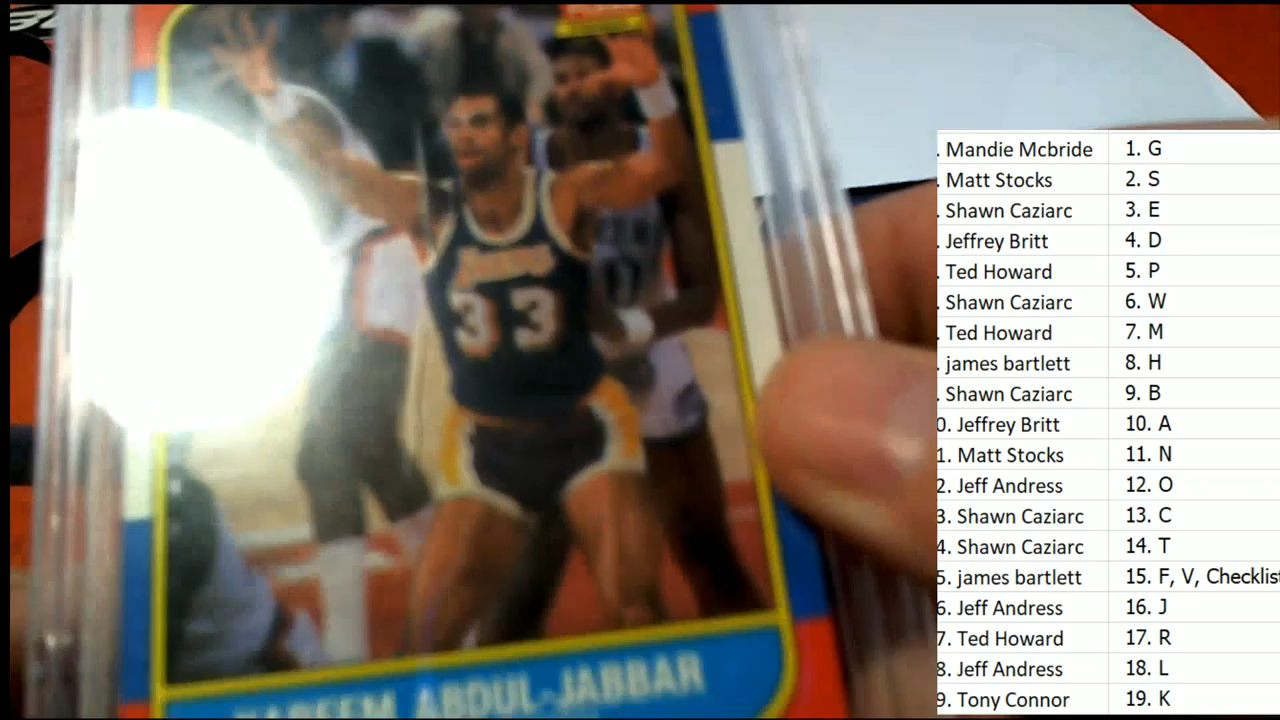 33
KAREEM ABDUL-JABBAR
. Mandie Mcbride 1. G
. Matt Stocks 2. S
. Shawn Caziarc 3. E
. Jeffrey Britt 4. D
. Ted Howard 5. P
. Shawn Caziarc 6. W
. Ted Howard 7. M
. james bartlett 8. H
. Shawn Caziarc 9. B
0. Jeffrey Britt 10. A
1. Matt Stocks 11. N
2. Jeff Andress 12. O
3. Shawn Caziarc 13. C
4. Shawn Caziarc 14. T
5. james bartlett 15. F, V, Checklist
6. Jeff Andress 16. J
7. Ted Howard 17. R
8. Jeff Andress 18. L
9. Tony Connor 19. K